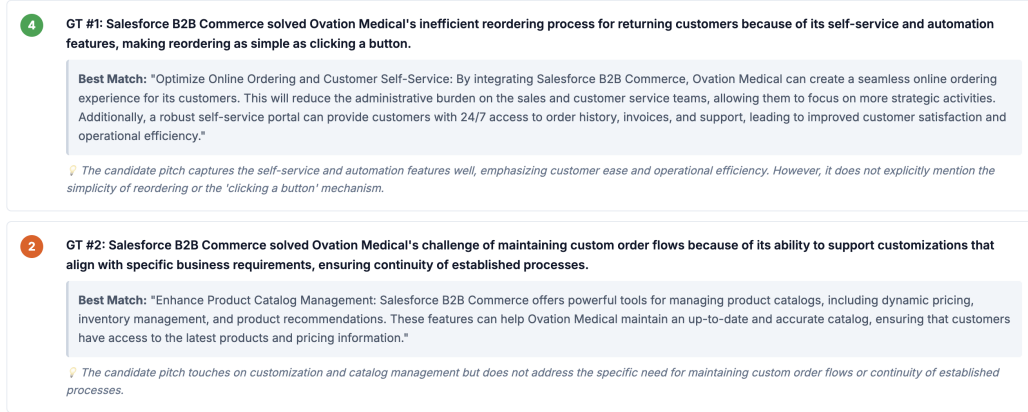 4
GT #1: Salesforce B2B Commerce solved Ovation Medical's inefficient reordering process for returning customers because of its self-service and automation
features, making reordering as simple as clicking a button.
Best Match: "Optimize Online Ordering and Customer Self-Service: By integrating Salesforce B2B Commerce, Ovation Medical can create a seamless online ordering
experience for its customers. This will reduce the administrative burden on the sales and customer service teams, allowing them to focus on more strategic activities.
Additionally, a robust self-service portal can provide customers with 24/7 access to order history, invoices, and support, leading to improved customer satisfaction and
operational efficiency."
💡 The candidate pitch captures the self-service and automation features well, emphasizing customer ease and operational efficiency. However, it does not explicitly mention the
simplicity of reordering or the 'clicking a button' mechanism.
2
GT #2: Salesforce B2B Commerce solved Ovation Medical's challenge of maintaining custom order flows because of its ability to support customizations that
align with specific business requirements, ensuring continuity of established processes.
Best Match: "Enhance Product Catalog Management: Salesforce B2B Commerce offers powerful tools for managing product catalogs, including dynamic pricing,
inventory management, and product recommendations. These features can help Ovation Medical maintain an up-to-date and accurate catalog, ensuring that customers
have access to the latest products and pricing information."
💡 The candidate pitch touches on customization and catalog management but does not address the specific need for maintaining custom order flows or continuity of established
processes.